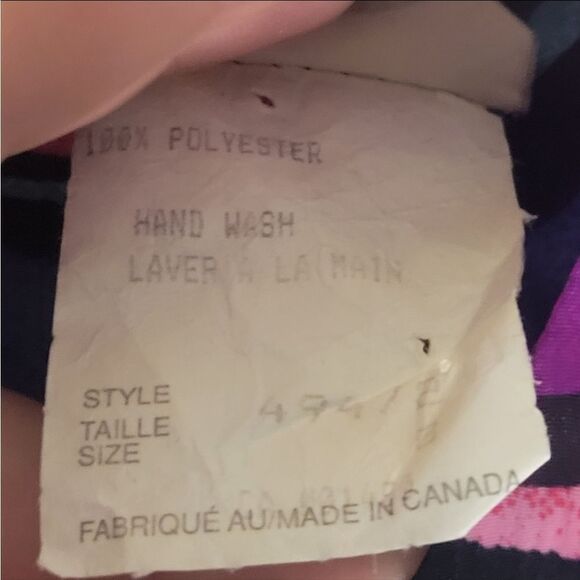 100% POLYESTER
HAND WASH
LAVER A LA MAIN
STYLE
TAILLE
SIZE
FABRIQUÉ AU/MADE IN CANADA